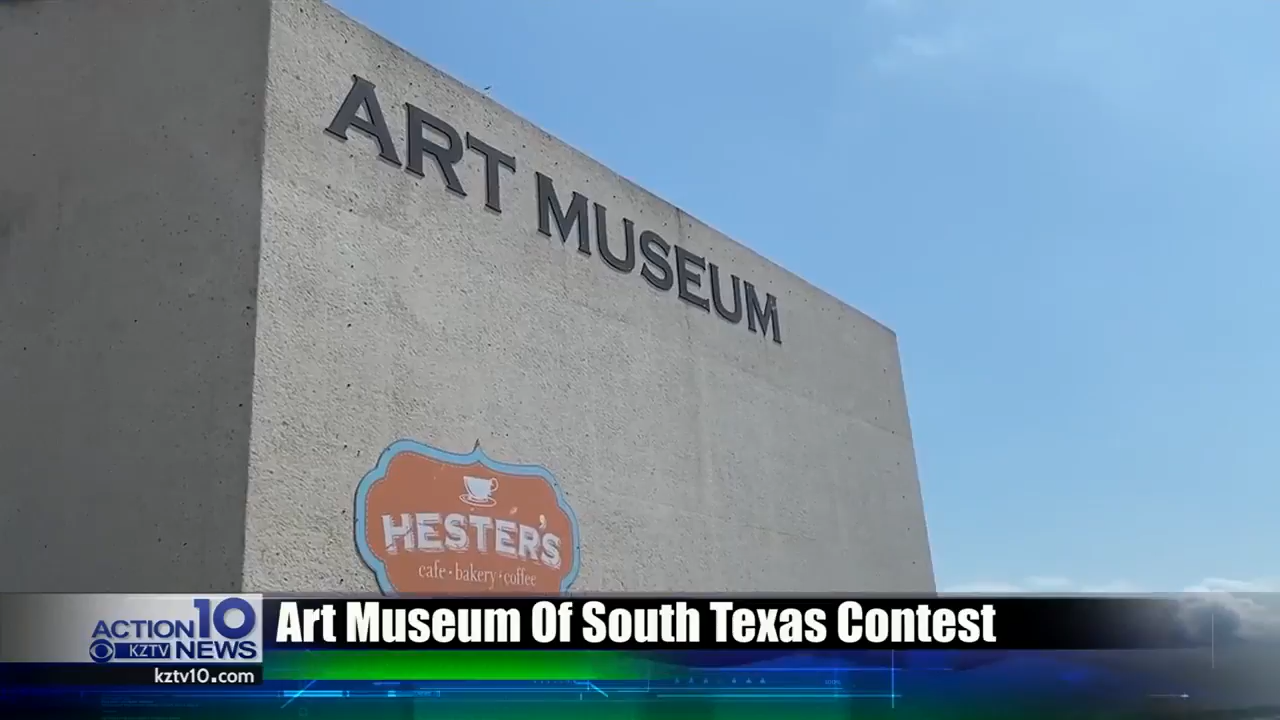 ART MUSEUM
HESTER'S
cafe · bakery · coffee
ACTION 10 NEWS
KZTV
kztv10.com
Art Museum Of South Texas Contest